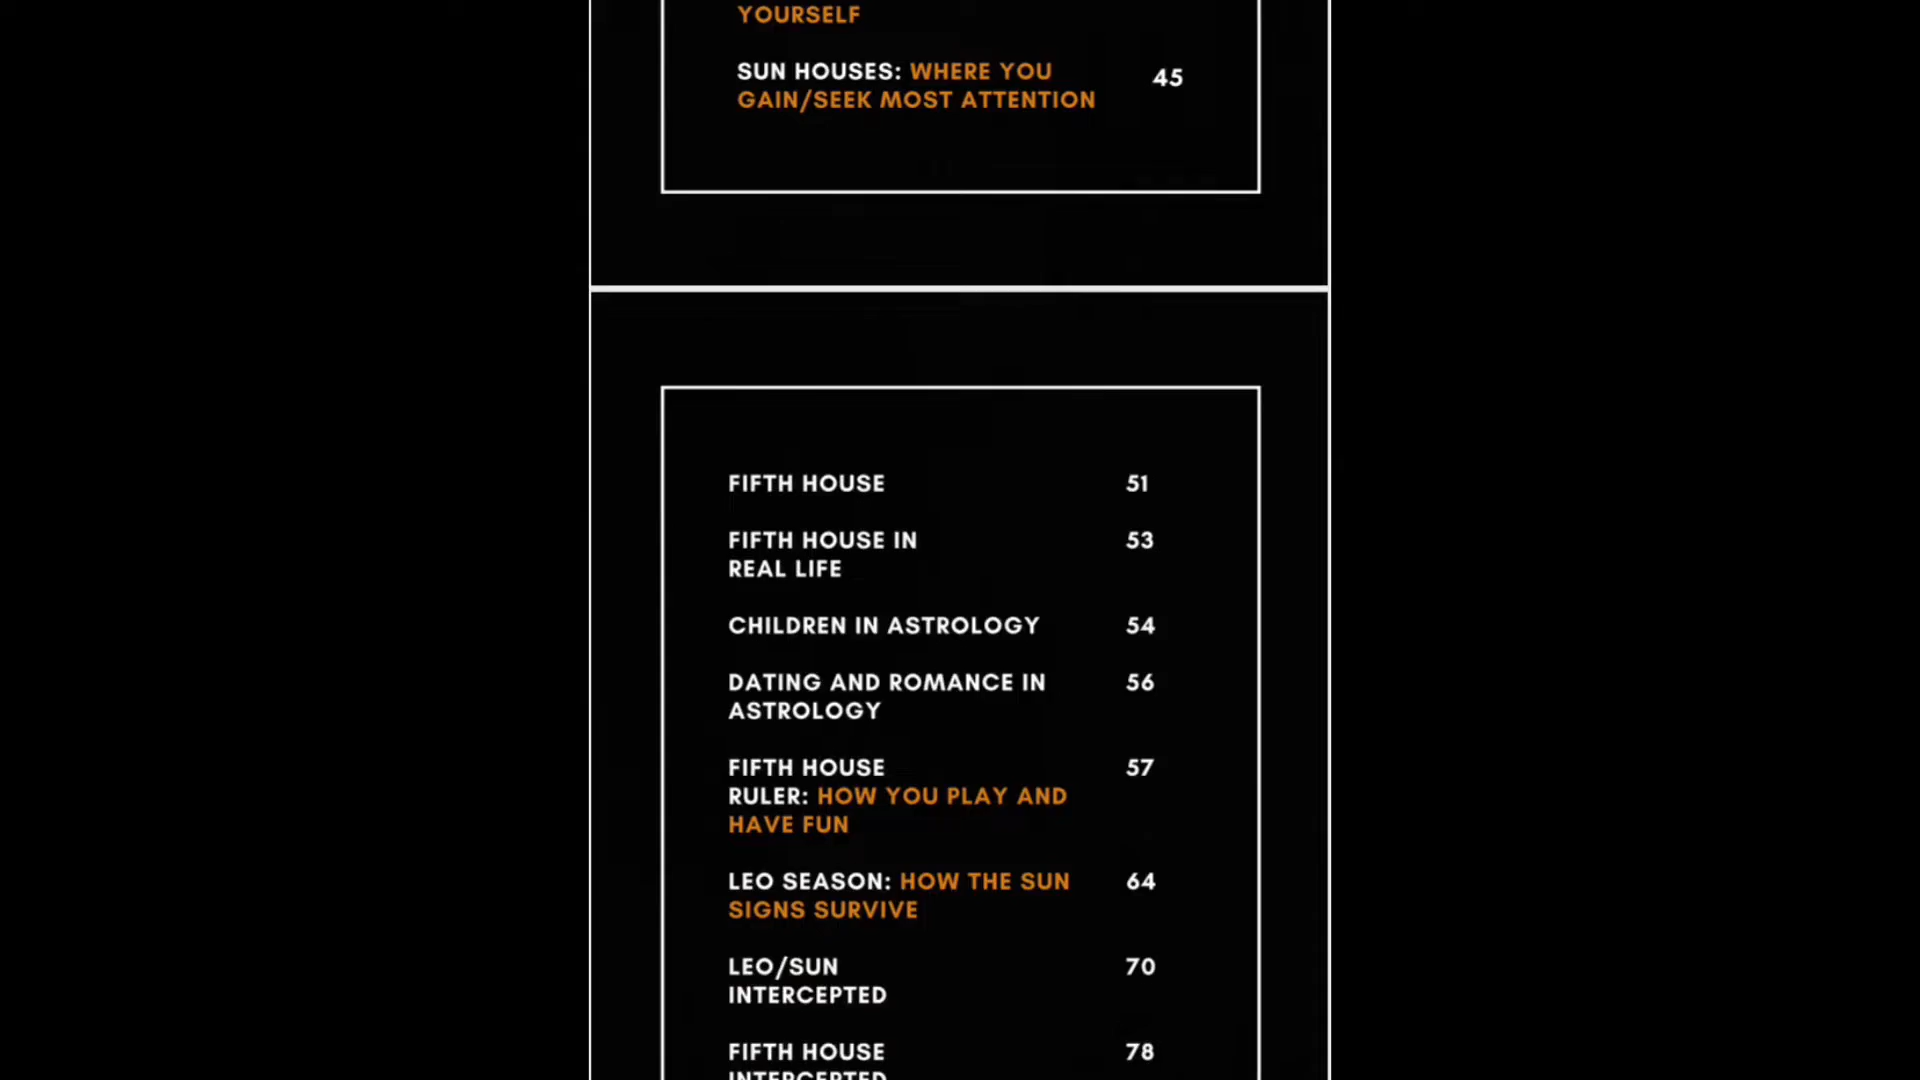 YOURSELF
SUN HOUSES: WHERE YOU
GAIN/SEEK MOST ATTENTION
45
FIFTH HOUSE 51
FIFTH HOUSE IN 53
REAL LIFE
CHILDREN IN ASTROLOGY 54
DATING AND ROMANCE IN 56
ASTROLOGY
FIFTH HOUSE 57
RULER: HOW YOU PLAY AND
HAVE FUN
LEO SEASON: HOW THE SUN 64
SIGNS SURVIVE
LEO/SUN 70
INTERCEPTED
FIFTH HOUSE 78
INTERCEPTED